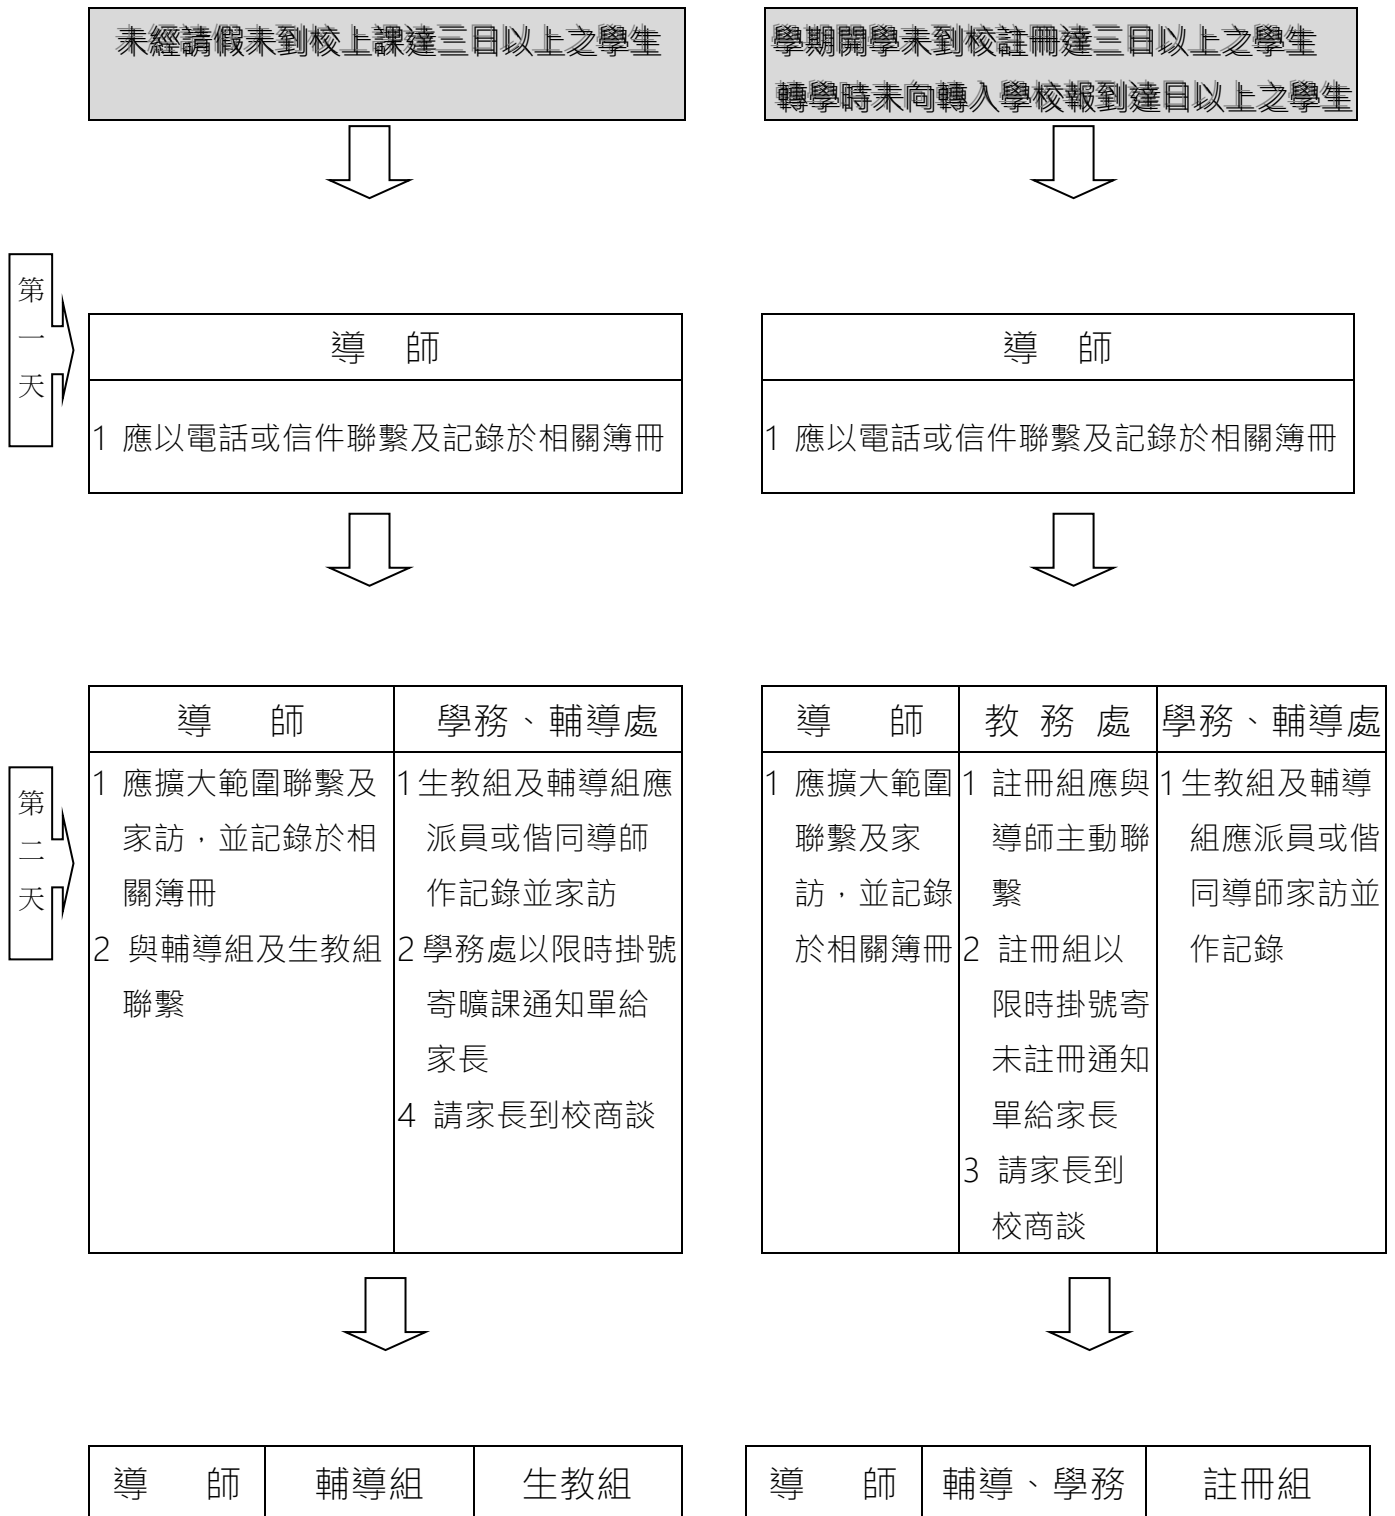 未經請假未到校上課達三日以上之學生
學期開學未到校註冊達三日以上之學生
轉學時未向轉入學校報到達日以上之學生
第
一
天
導 師
1 應以電話或信件聯繫及記錄於相關簿冊
導 師
1 應以電話或信件聯繫及記錄於相關簿冊
第
二
天
導 師
1 應擴大範圍聯繫及
家訪，並記錄於相
關簿冊
2 與輔導組及生教組
聯繫
學務、輔導處
1生教組及輔導組應
派員或偕同導師
作記錄並家訪
2學務處以限時掛號
寄曠課通知單給
家長
4 請家長到校商談
導 師
1 應擴大範圍
聯繫及家
訪，並記錄
於相關簿冊
教 務 處
1 註冊組應與
導師主動聯
繫
2 註冊組以
限時掛號寄
未註冊通知
單給家長
3 請家長到
校商談
學務、輔導處
1生教組及輔導
組應派員或偕
同導師家訪並
作記錄
導 師
輔導組
生教組
導 師
輔導、學務
註冊組